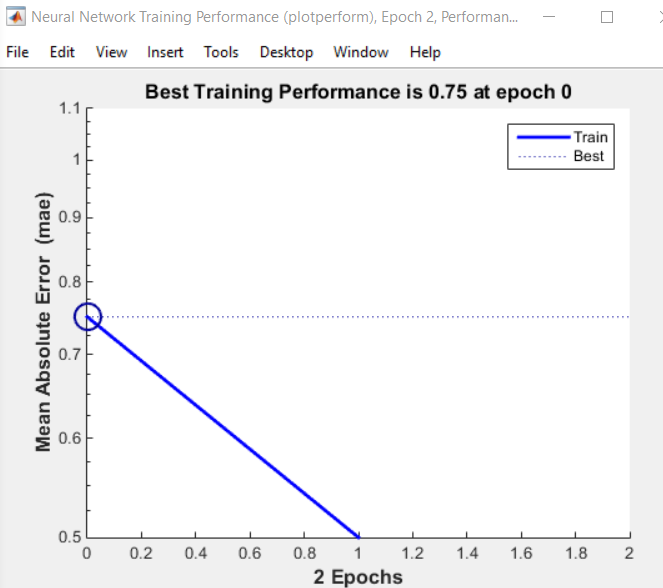 Neural Network Training Performance (plotperform), Epoch 2, Performan...
File Edit View Insert Tools Desktop Window Help
Best Training Performance is 0.75 at epoch 0
Train
Best
Mean Absolute Error (mae)
1.1
1
0.9
0.8
0.7
0.6
0.5
0 0.2 0.4 0.6 0.8 1 1.2 1.4 1.6 1.8 2
2 Epochs